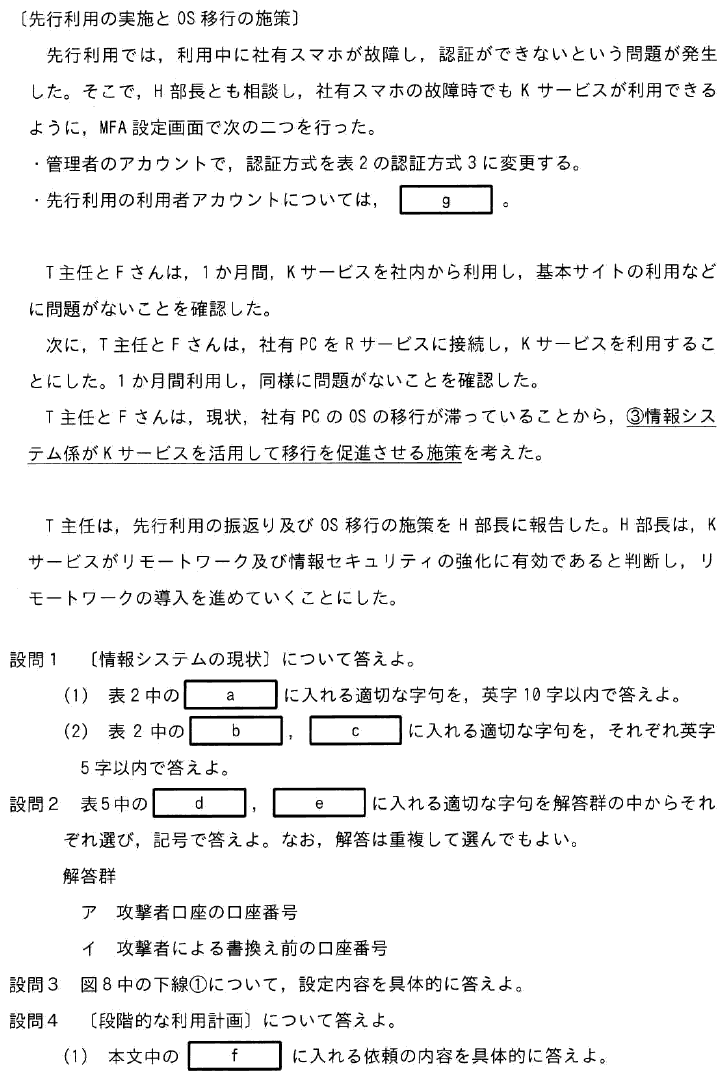 〔先行利用の実施と OS 移行の施策〕
先行利用では，利用中に社有スマホが故障し，認証ができないという問題が発生
した。そこで，H 部長とも相談し，社有スマホの故障時でも K サービスが利用できる
ように，MFA 設定画面で次の二つを行った。
・管理者のアカウントで，認証方式を表 2 の認証方式 3 に変更する。
・先行利用の利用者アカウントについては， g 。
T 主任と F さんは，1 か月間，K サービスを社内から利用し，基本サイトの利用など
に問題がないことを確認した。
次に，T 主任と F さんは，社有 PC を R サービスに接続し，K サービスを利用するこ
とにした。1 か月間利用し，同様に問題がないことを確認した。
T 主任と F さんは，現状，社有 PC の OS の移行が滞っていることから，③情報シス
テム係が K サービスを活用して移行を促進させる施策を考えた。
T 主任は，先行利用の振返り及び OS 移行の施策を H 部長に報告した。H 部長は，K
サービスがリモートワーク及び情報セキュリティの強化に有効であると判断し，リ
モートワークの導入を進めていくことにした。
設問１ 〔情報システムの現状〕について答えよ。
(1) 表 2 中の a に入れる適切な字句を，英字 10 字以内で答えよ。
(2) 表 2 中の b ， c に入れる適切な字句を，それぞれ英字
5 字以内で答えよ。
設問２ 表 5 中の d ， e に入れる適切な字句を解答群の中からそれ
ぞれ選び，記号で答えよ。なお，解答は重複して選んでもよい。
解答群
ア 攻撃者口座の口座番号
イ 攻撃者による書換え前の口座番号
設問３ 図 8 中の下線①について，設定内容を具体的に答えよ。
設問４ 〔段階的な利用計画〕について答えよ。
(1) 本文中の f に入れる依頼の内容を具体的に答えよ。